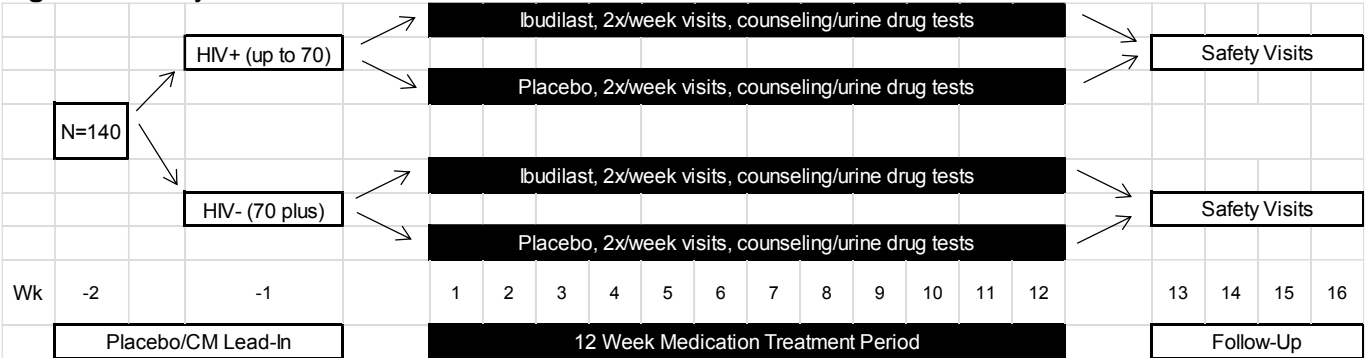 Ibudilast, 2x/week visits, counseling/urine drug tests
HIV+ (up to 70)
Safety Visits
Placebo, 2x/week visits, counseling/urine drug tests
N=140
Ibudilast, 2x/week visits, counseling/urine drug tests
HIV- (70 plus)
Safety Visits
Placebo, 2x/week visits, counseling/urine drug tests
Wk -2 -1 1 2 3 4 5 6 7 8 9 10 11 12 13 14 15 16
Placebo/CM Lead-In 12 Week Medication Treatment Period Follow-Up